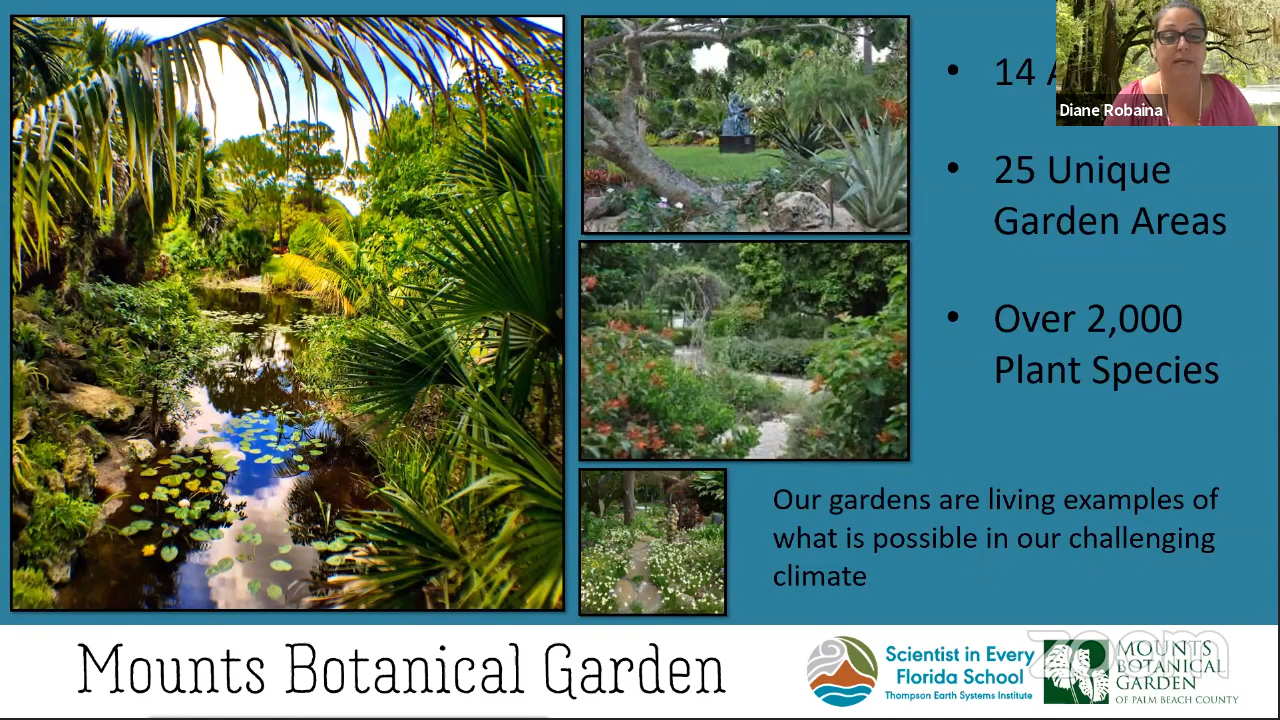 • 14 A
Diane Robaina
• 25 Unique
Garden Areas
• Over 2,000
Plant Species
Our gardens are living examples of
what is possible in our challenging
climate
Mounts Botanical Garden
Scientist in Every
Florida School
Thompson Earth Systems Institute
zoom
MOUNTS
BOTANICAL
GARDEN
OF PALM BEACH COUNTY